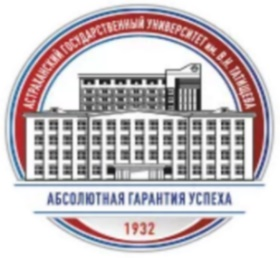 АСТРАХАНСКИЙ ГОСУДАРСТВЕННЫЙ УНИВЕРСИТЕТ им. В.Н. ТАТИЩЕВА
АБСОЛЮТНАЯ ГАРАНТИЯ УСПЕХА
1932